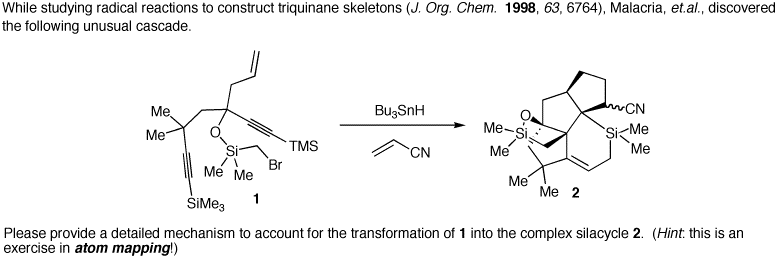 While studying radical reactions to construct triquinane skeletons (J. Org. Chem. 1998, 63, 6764), Malacria, et.al., discovered
the following unusual cascade.
Me
Me
O
Si
Me Me
Br
TMS
SiMe3
1
Bu3SnH
CN
CN
O
Me
Si
Me
Si
Me
Me
Me
Me
2
Please provide a detailed mechanism to account for the transformation of 1 into the complex silacycle 2. (Hint: this is an
exercise in atom mapping!)